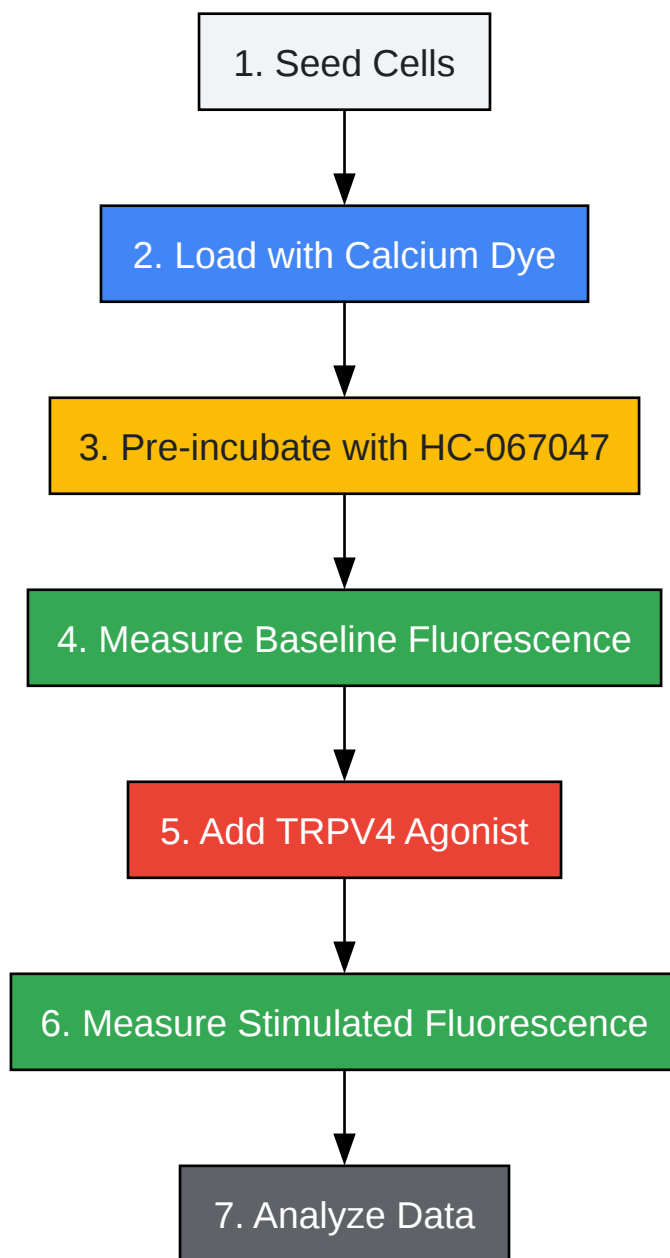 1. Seed Cells
2. Load with Calcium Dye
3. Pre-incubate with HC-067047
4. Measure Baseline Fluorescence
5. Add TRPV4 Agonist
6. Measure Stimulated Fluorescence
7. Analyze Data